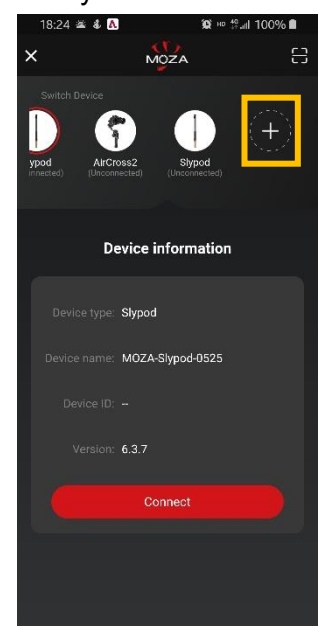 18:24 100%
MOZA
Switch Device
ypod AirCross2 Slypod
nnected) (Unconnected) (Unconnected)
Device information
Device type: Slypod
Device name: MOZA-Slypod-0525
Device ID: --
Version: 6.3.7
Connect